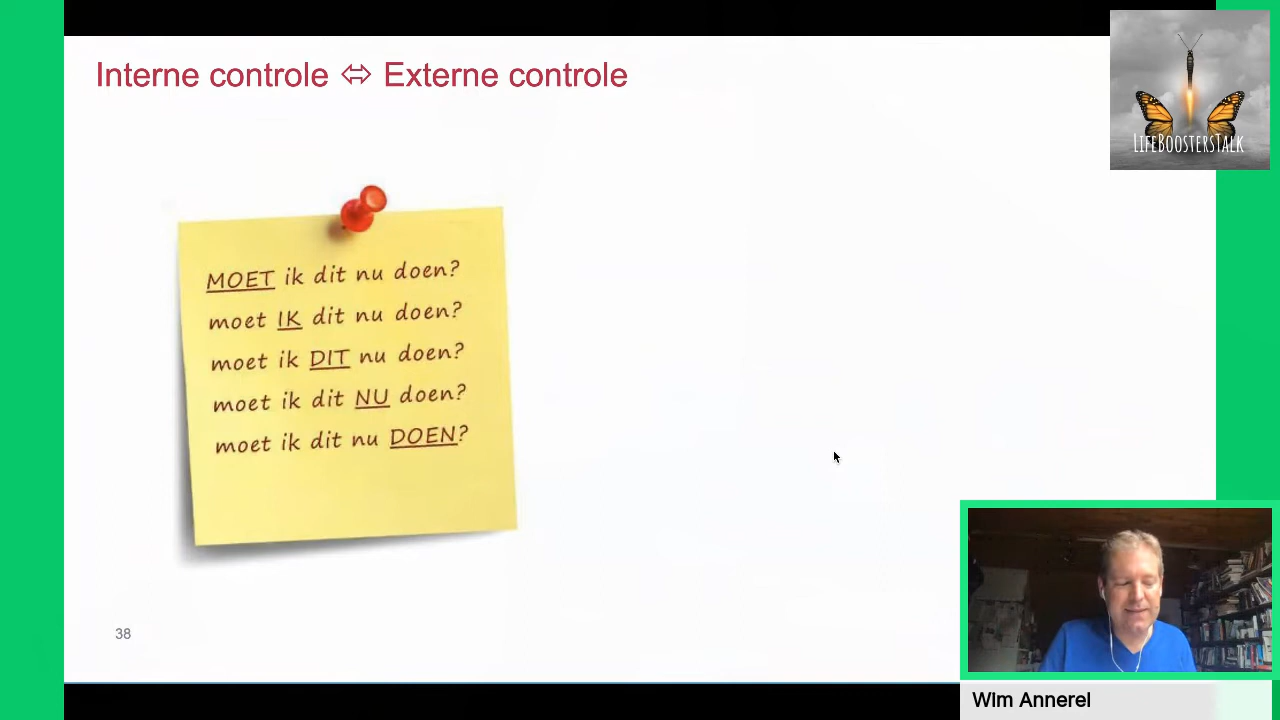 Interne controle ⇔ Externe controle
LIFEBOOSTERSTALK
MOET ik dit nu doen?
moet IK dit nu doen?
moet ik DIT nu doen?
moet ik dit NU doen?
moet ik dit nu DOEN?
38
Wim Annerel